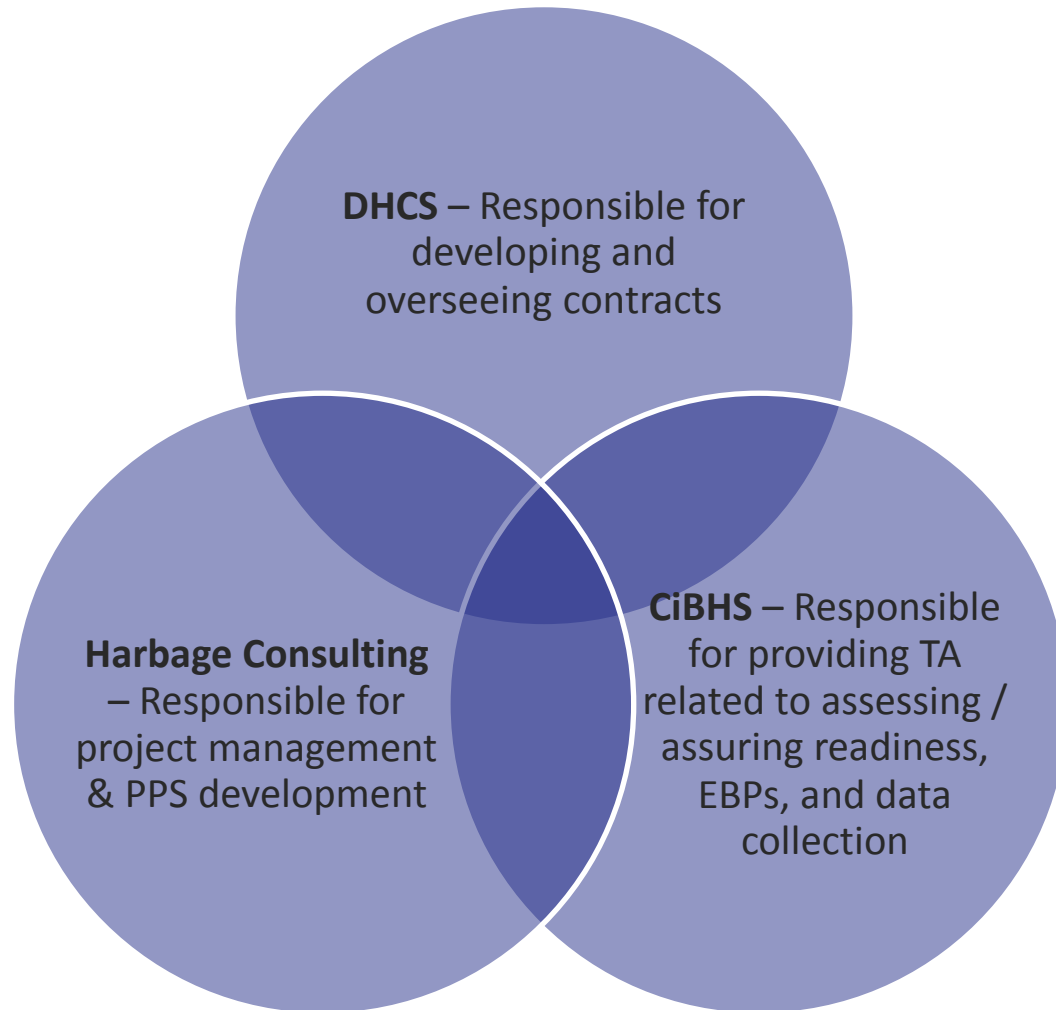 DHCS – Responsible for
developing and
overseeing contracts
Harbage Consulting
– Responsible for
project management
& PPS development
CiBHS – Responsible
for providing TA
related to assessing /
assuring readiness,
EBPs, and data
collection